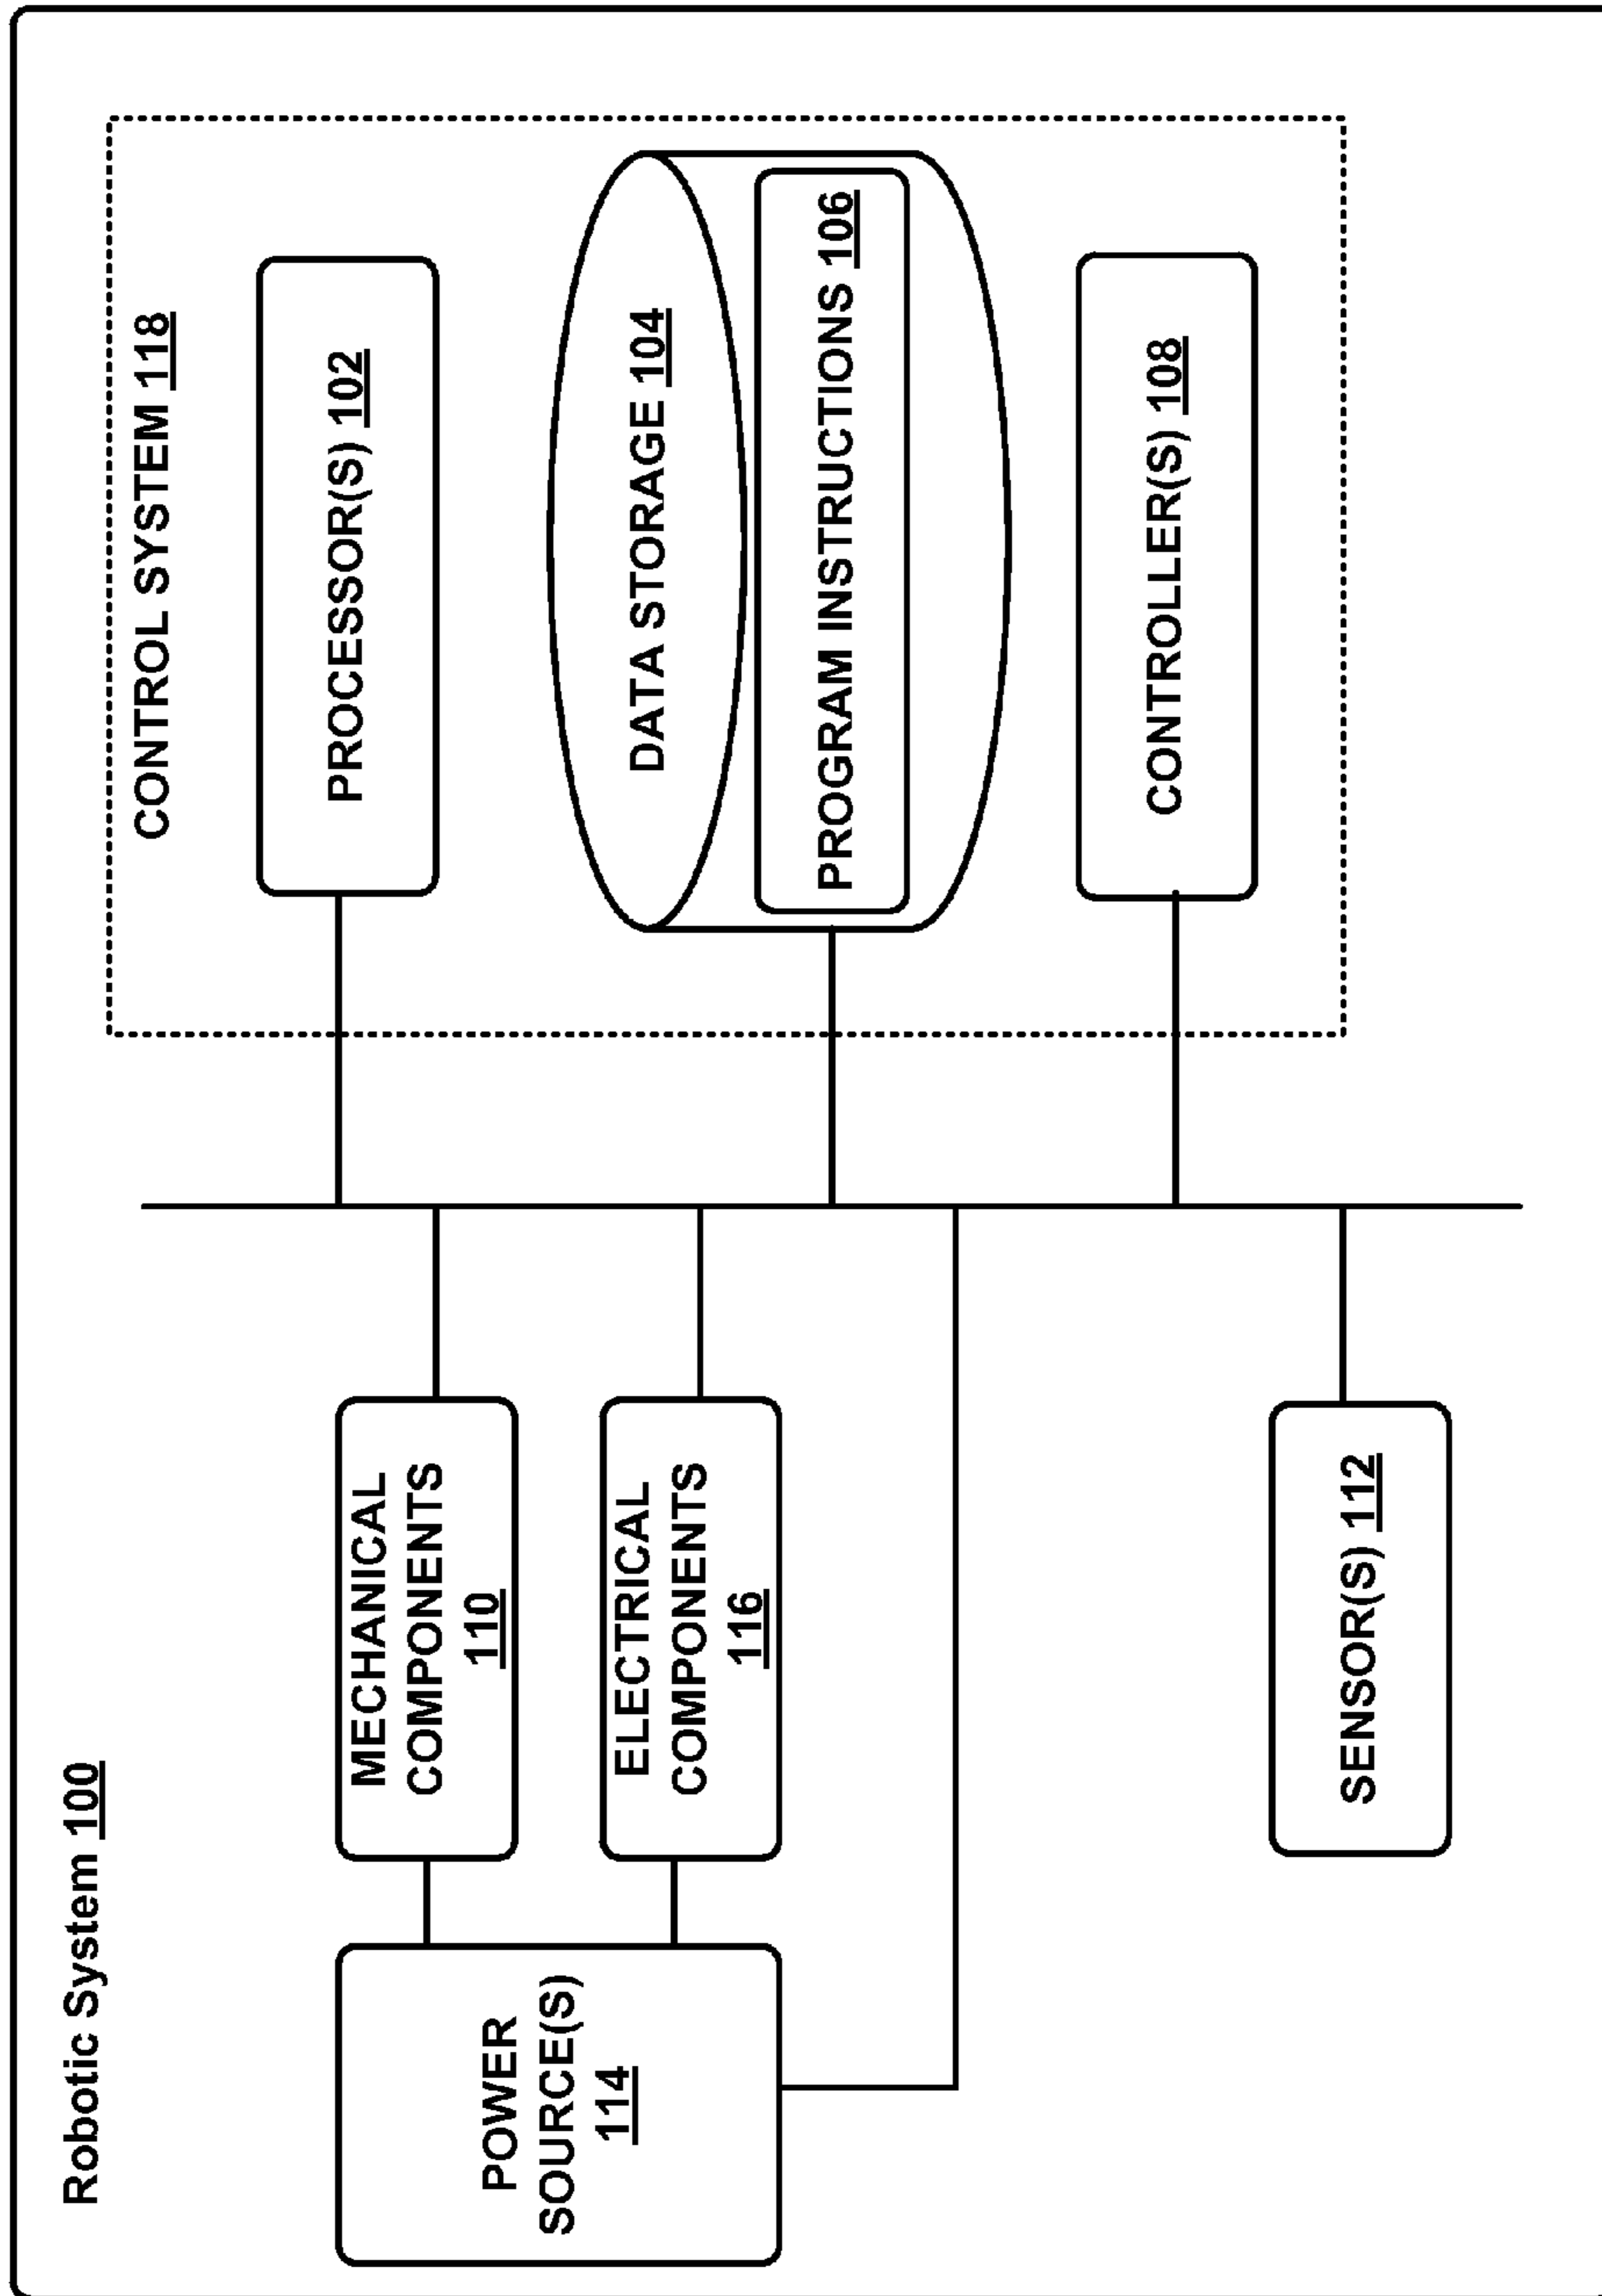 Robotic System 100
POWER
SOURCE(S)
114
MECHANICAL
COMPONENTS
110
ELECTRICAL
COMPONENTS
116
SENSOR(S) 112
CONTROL SYSTEM 118
PROCESSOR(S) 102
DATA STORAGE 104
PROGRAM INSTRUCTIONS 106
CONTROLLER(S) 108